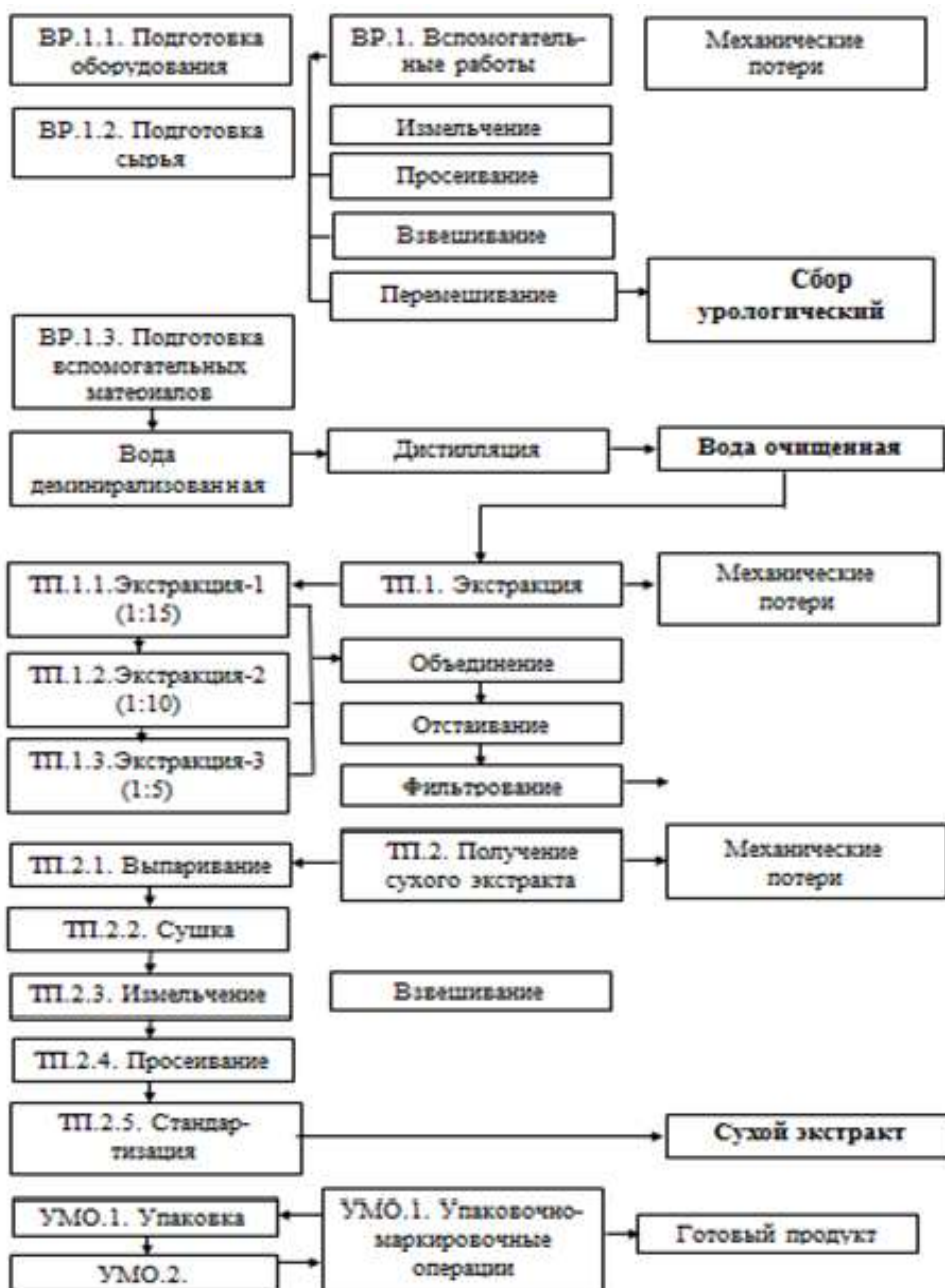 ВР.1.1. Подготовка
оборудования
ВР.1. Вспомогатель-
ные работы
Механические
потери
ВР.1.2. Подготовка
сырья
Измельчение
Просеивание
Взвешивание
Перемешивание
Сбор
урологический
ВР.1.3. Подготовка
вспомогательных
материалов
Вода
деминирализованная
Дистилляция
Вода очищенная
ТП.1.1.Экстракция-1
(1:15)
ТП.1. Экстракция
Механические
потери
ТП.1.2.Экстракция-2
(1:10)
Объединение
Отстаивание
ТП.1.3.Экстракция-3
(1:5)
Фильтрование
ТП.2.1. Выпаривание
ТП.2. Получение
сухого экстракта
Механические
потери
ТП.2.2. Сушка
ТП.2.3. Измельчение
Взвешивание
ТП.2.4. Просеивание
ТП.2.5. Стандар-
тизация
Сухой экстракт
УМО.1. Упаковка
УМО.1. Упаковочно-
маркировочные
операции
Готовый продукт
УМО.2.